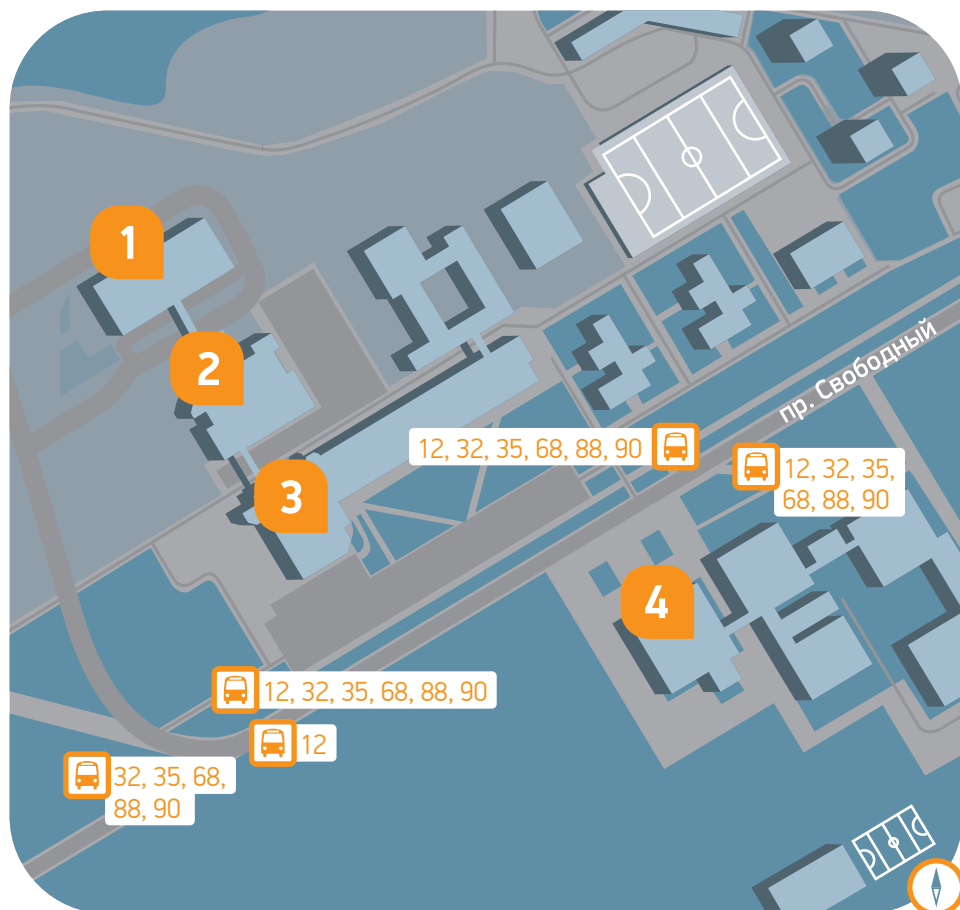 1
2
пр. Свободный
12, 32, 35, 68, 88, 90
12, 32, 35,
68, 88, 90
3
4
12, 32, 35, 68, 88, 90
12
32, 35, 68,
88, 90